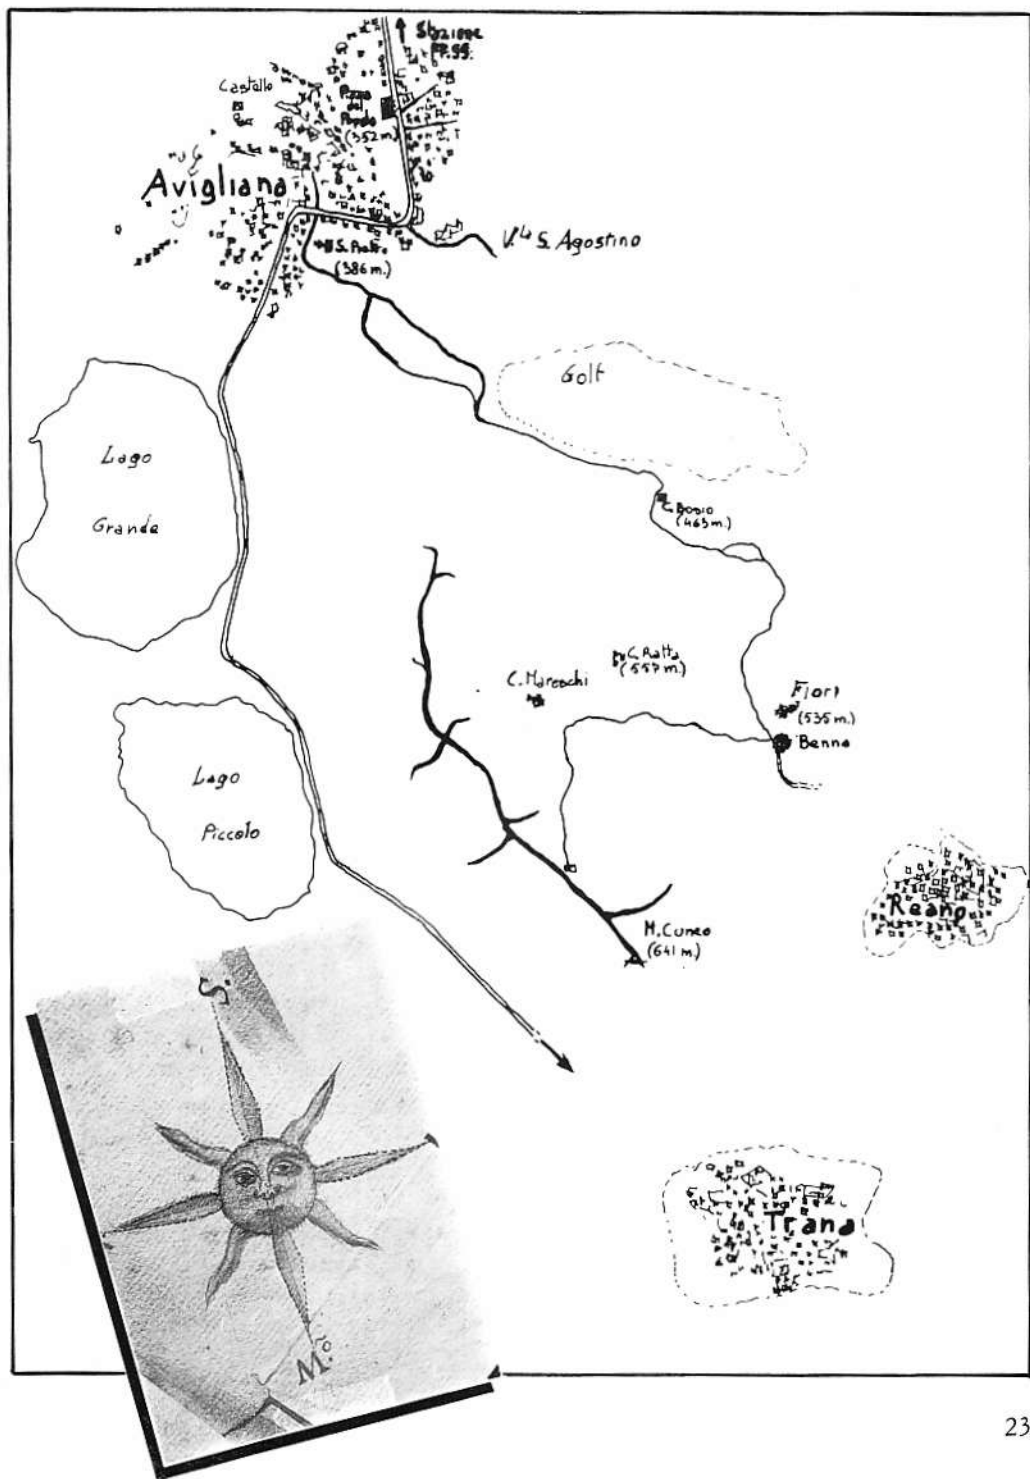 Stazione
FF.SS.
Castello
Piazza
del
Popolo
(352 m.)
Avigliana
S. Pietro
(386 m.)
V.la S. Agostino
Golf
Lago
Grande
C. Bosio
(463 m.)
C. Ratta
(557 m.)
C. Mareschi
Fiori
(535 m.)
Benna
Lago
Piccolo
Reano
M. Cuneo
(641 m.)
S.
Trana
M.o
23